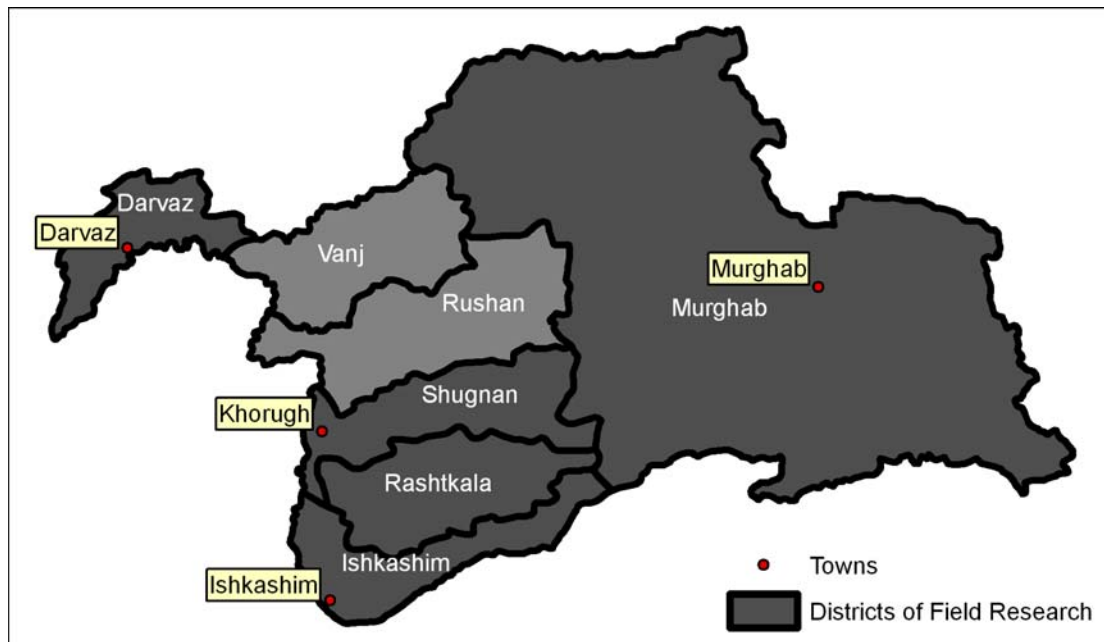 Darvaz
Darvaz
Vanj
Murghab
Rushan
Murghab
Shugnan
Khorugh
Rashtkala
Ishkashim
Ishkashim
Towns
Districts of Field Research